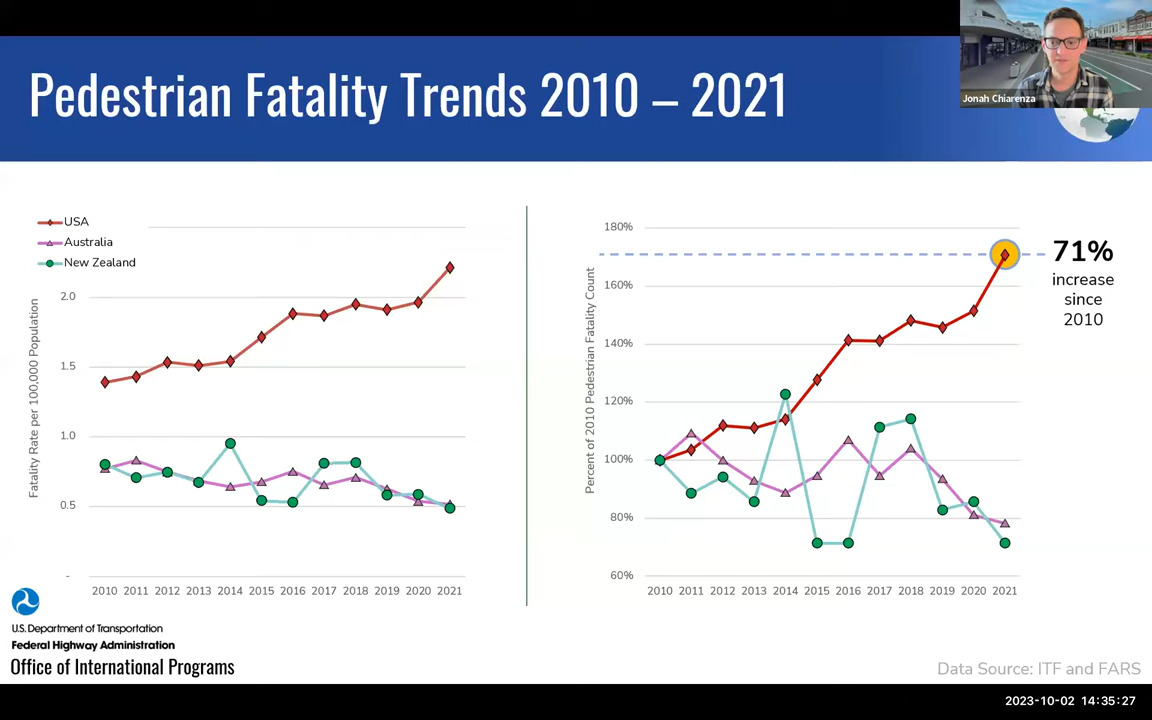 Jonah Chiarenza
Pedestrian Fatality Trends 2010 – 2021
USA
Australia
New Zealand
Fatality Rate per 100,000 Population
2.0
1.5
1.0
0.5
-
2010 2011 2012 2013 2014 2015 2016 2017 2018 2019 2020 2021
Percent of 2010 Pedestrian Fatality Count
180%
160%
140%
120%
100%
80%
60%
2010 2011 2012 2013 2014 2015 2016 2017 2018 2019 2020 2021
71%
increase
since
2010
U.S. Department of Transportation
Federal Highway Administration
Office of International Programs
Data Source: ITF and FARS
2023-10-02 14:35:27